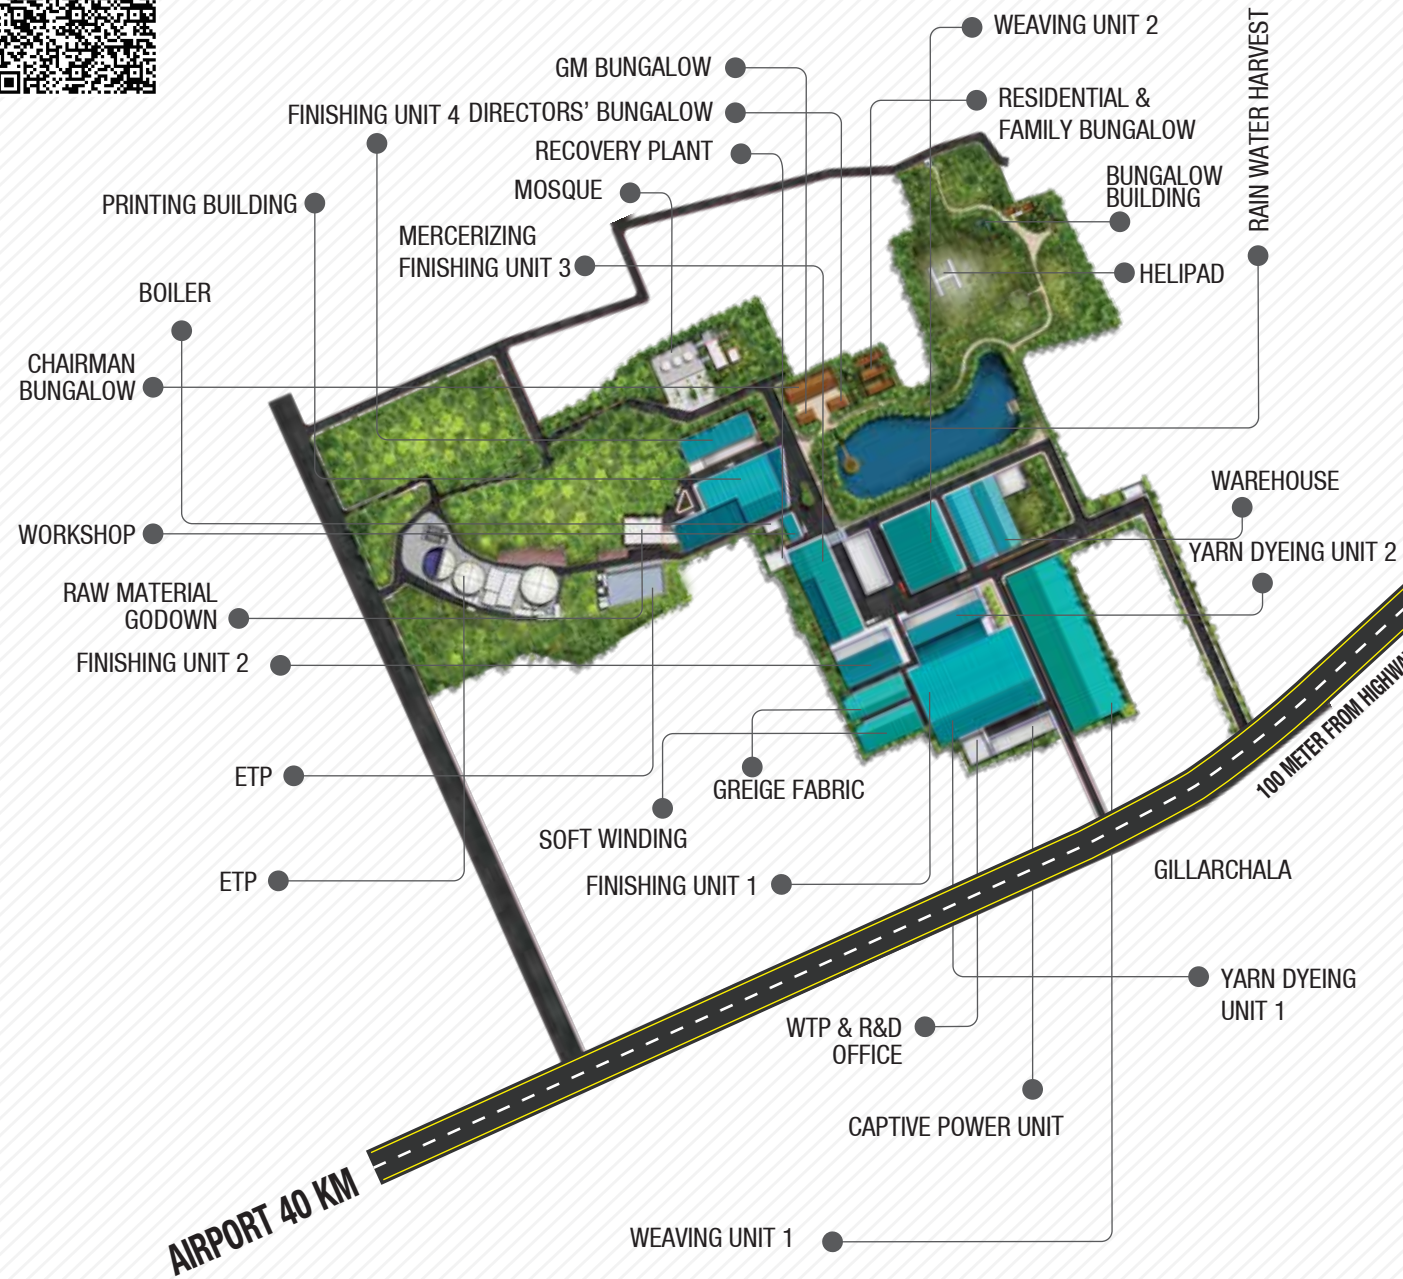 WEAVING UNIT 2
RAIN WATER HARVEST
GM BUNGALOW
FINISHING UNIT 4
DIRECTORS' BUNGALOW
RESIDENTIAL &
FAMILY BUNGALOW
RECOVERY PLANT
MOSQUE
BUNGALOW
BUILDING
PRINTING BUILDING
MERCERIZING
FINISHING UNIT 3
HELIPAD
H
BOILER
CHAIRMAN
BUNGALOW
WAREHOUSE
WORKSHOP
YARN DYEING UNIT 2
RAW MATERIAL
GODOWN
FINISHING UNIT 2
100 METER FROM HIGHWAY
ETP
GREIGE FABRIC
SOFT WINDING
ETP
FINISHING UNIT 1
GILLARCHALA
YARN DYEING
UNIT 1
WTP & R&D
OFFICE
CAPTIVE POWER UNIT
AIRPORT 40 KM
WEAVING UNIT 1